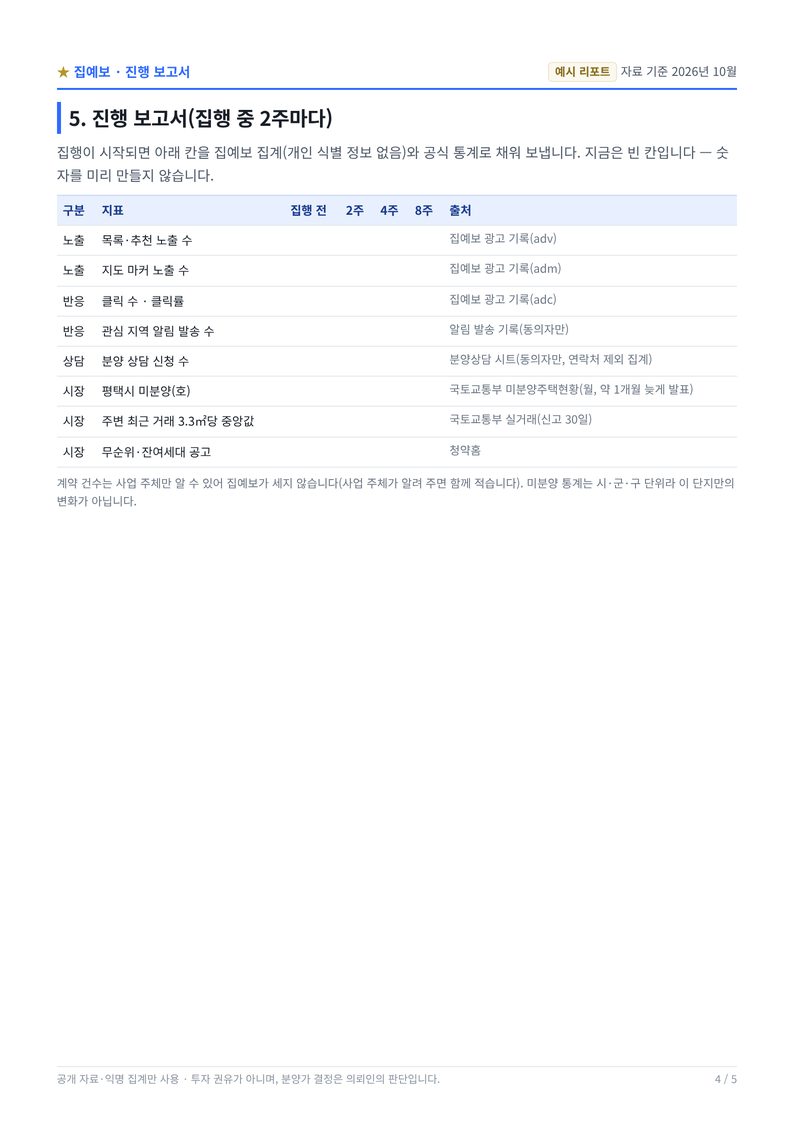 ★ 집예보 · 진행 보고서
예시 리포트 자료 기준 2026년 10월
5. 진행 보고서(집행 중 2주마다)
집행이 시작되면 아래 칸을 집예보 집계(개인 식별 정보 없음)와 공식 통계로 채워 보냅니다. 지금은 빈 칸입니다 — 숫
자를 미리 만들지 않습니다.
구분 지표 집행 전 2주 4주 8주 출처
노출 목록·추천 노출 수 집예보 광고 기록(adv)
노출 지도 마커 노출 수 집예보 광고 기록(adm)
반응 클릭 수 · 클릭률 집예보 광고 기록(adc)
반응 관심 지역 알림 발송 수 알림 발송 기록(동의자만)
상담 분양 상담 신청 수 분양상담 시트(동의자만, 연락처 제외 집계)
시장 평택시 미분양(호) 국토교통부 미분양주택현황(월, 약 1개월 늦게 발표)
시장 주변 최근 거래 3.3㎡당 중앙값 국토교통부 실거래(신고 30일)
시장 무순위·잔여세대 공고 청약홈
계약 건수는 사업 주체만 알 수 있어 집예보가 세지 않습니다(사업 주체가 알려 주면 함께 적습니다). 미분양 통계는 시·군·구 단위라 이 단지만의
변화가 아닙니다.
공개 자료·익명 집계만 사용 · 투자 권유가 아니며, 분양가 결정은 의뢰인의 판단입니다.
4 / 5